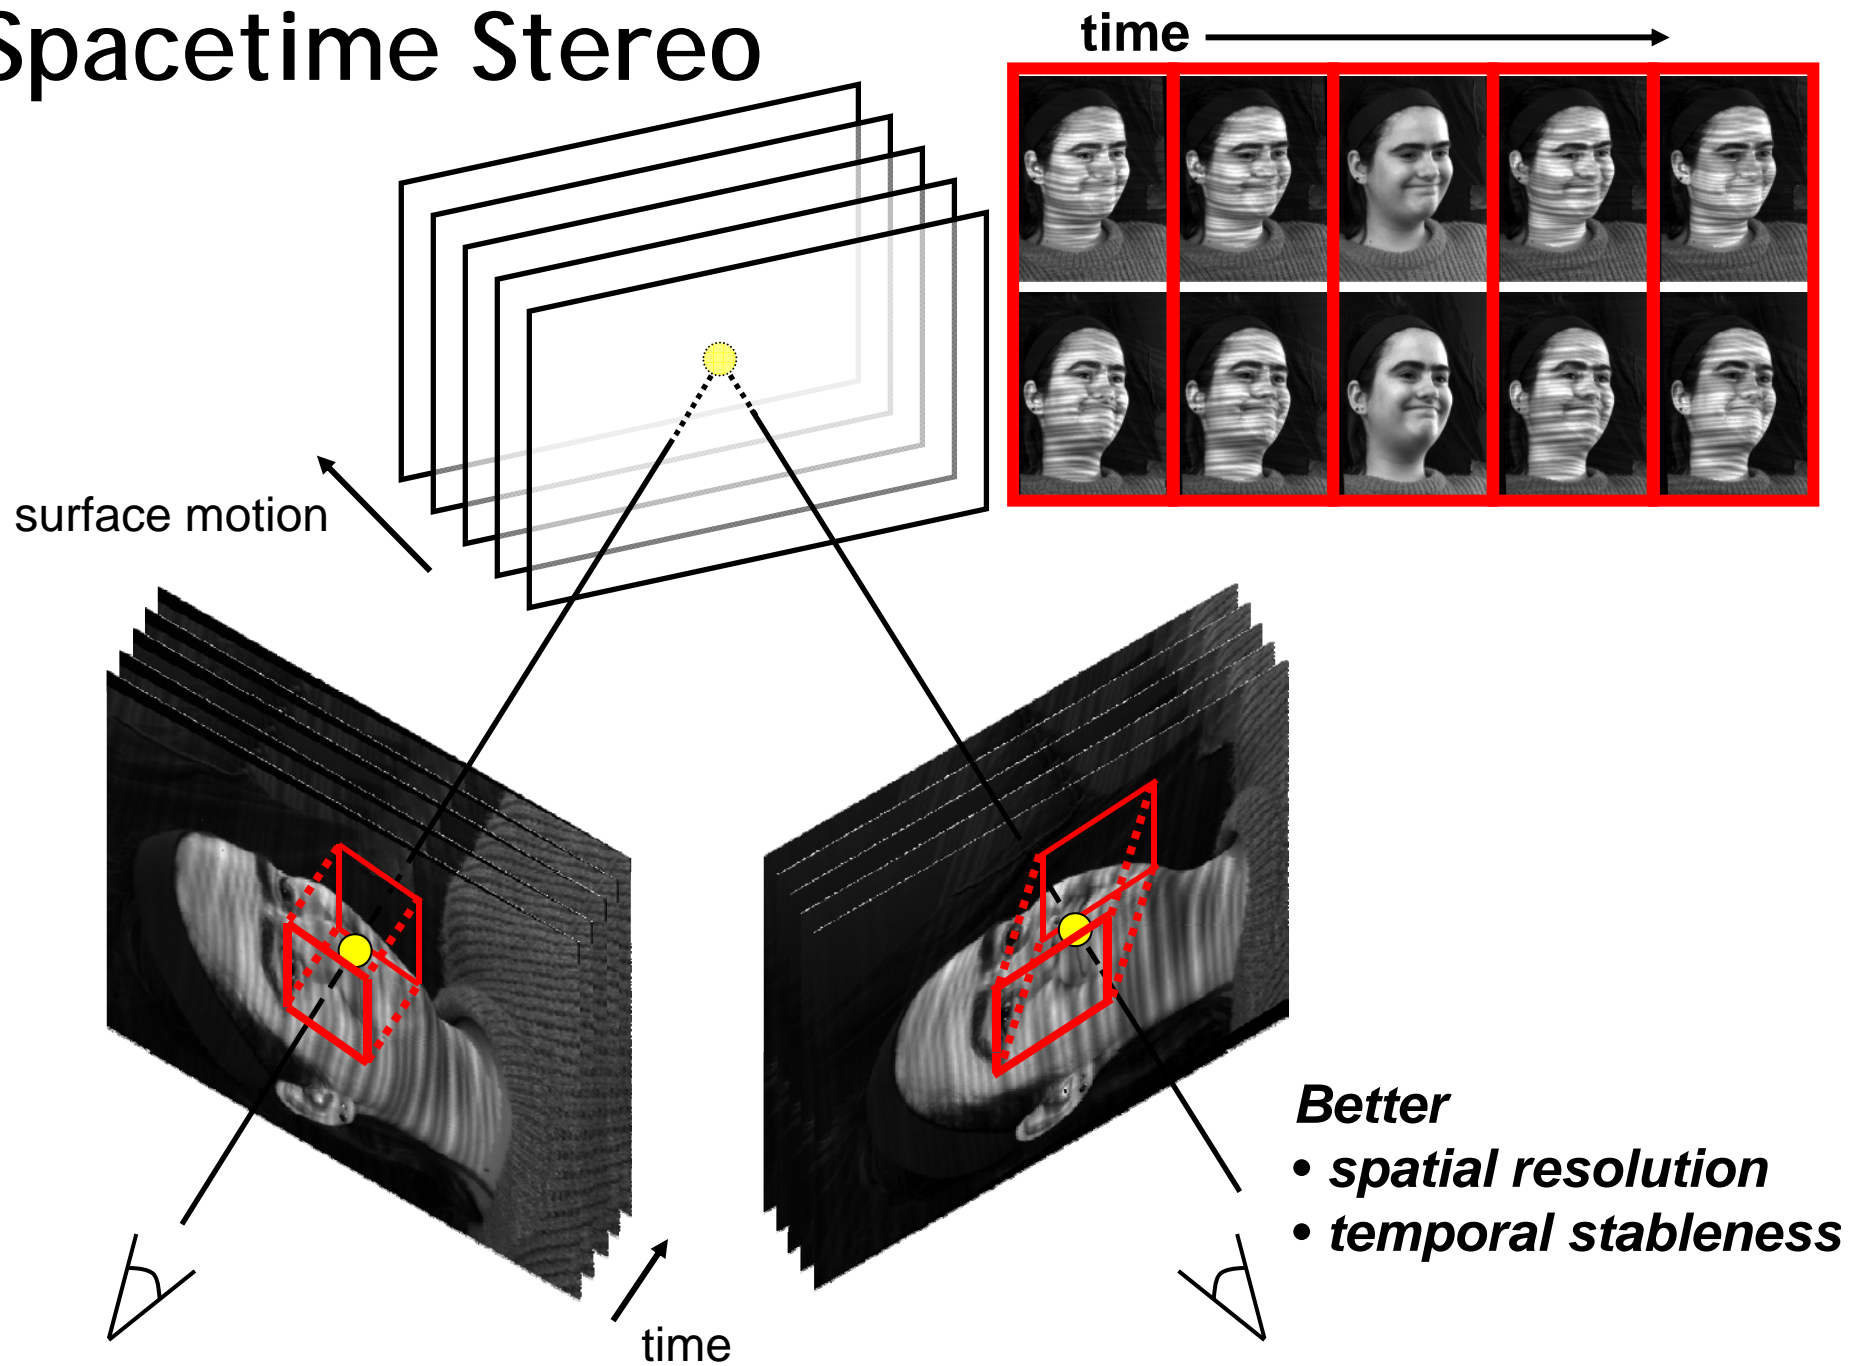 Spacetime Stereo
time
surface motion
Better
• spatial resolution
• temporal stableness
time